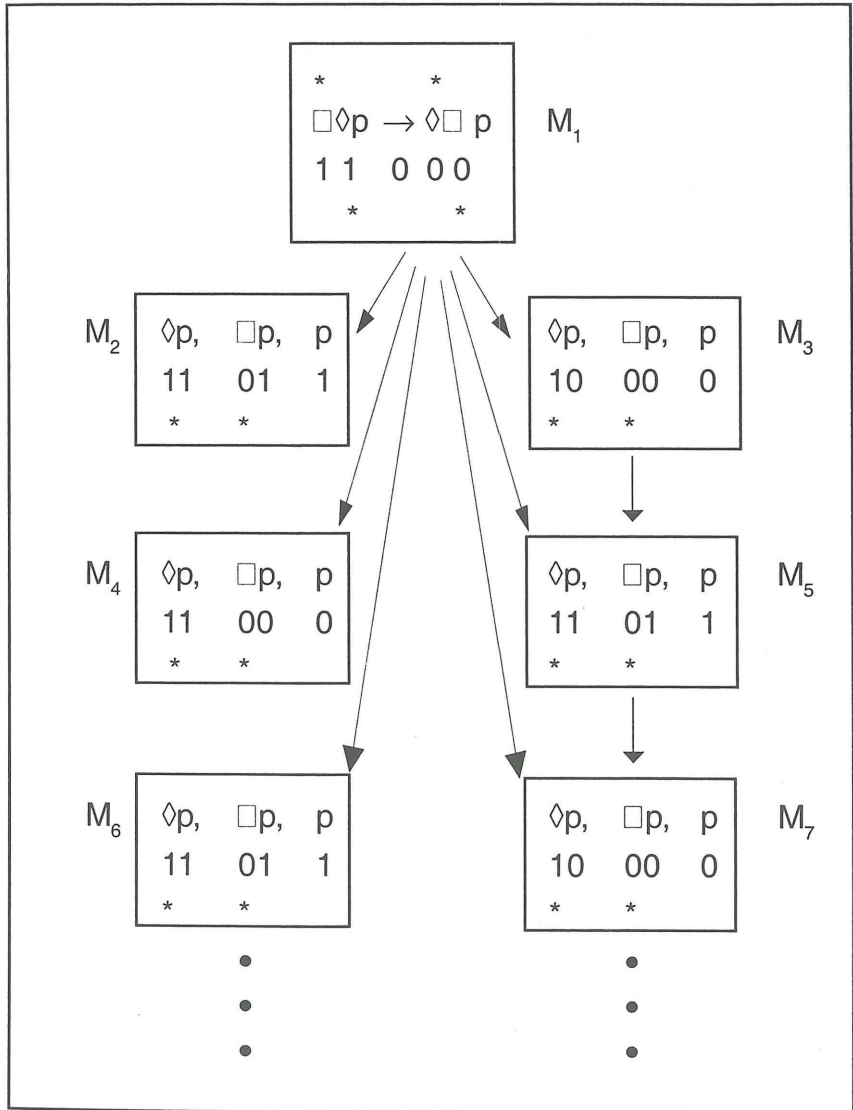 * *
□◊p → ◊□ p M₁
1 1 0 0 0
* *
M₂ ◊p, □p, p
11 01 1
* *
◊p, □p, p M₃
10 00 0
* *
M₄ ◊p, □p, p
11 00 0
* *
◊p, □p, p M₅
11 01 1
* *
M₆ ◊p, □p, p
11 01 1
* *
◊p, □p, p M₇
10 00 0
* *